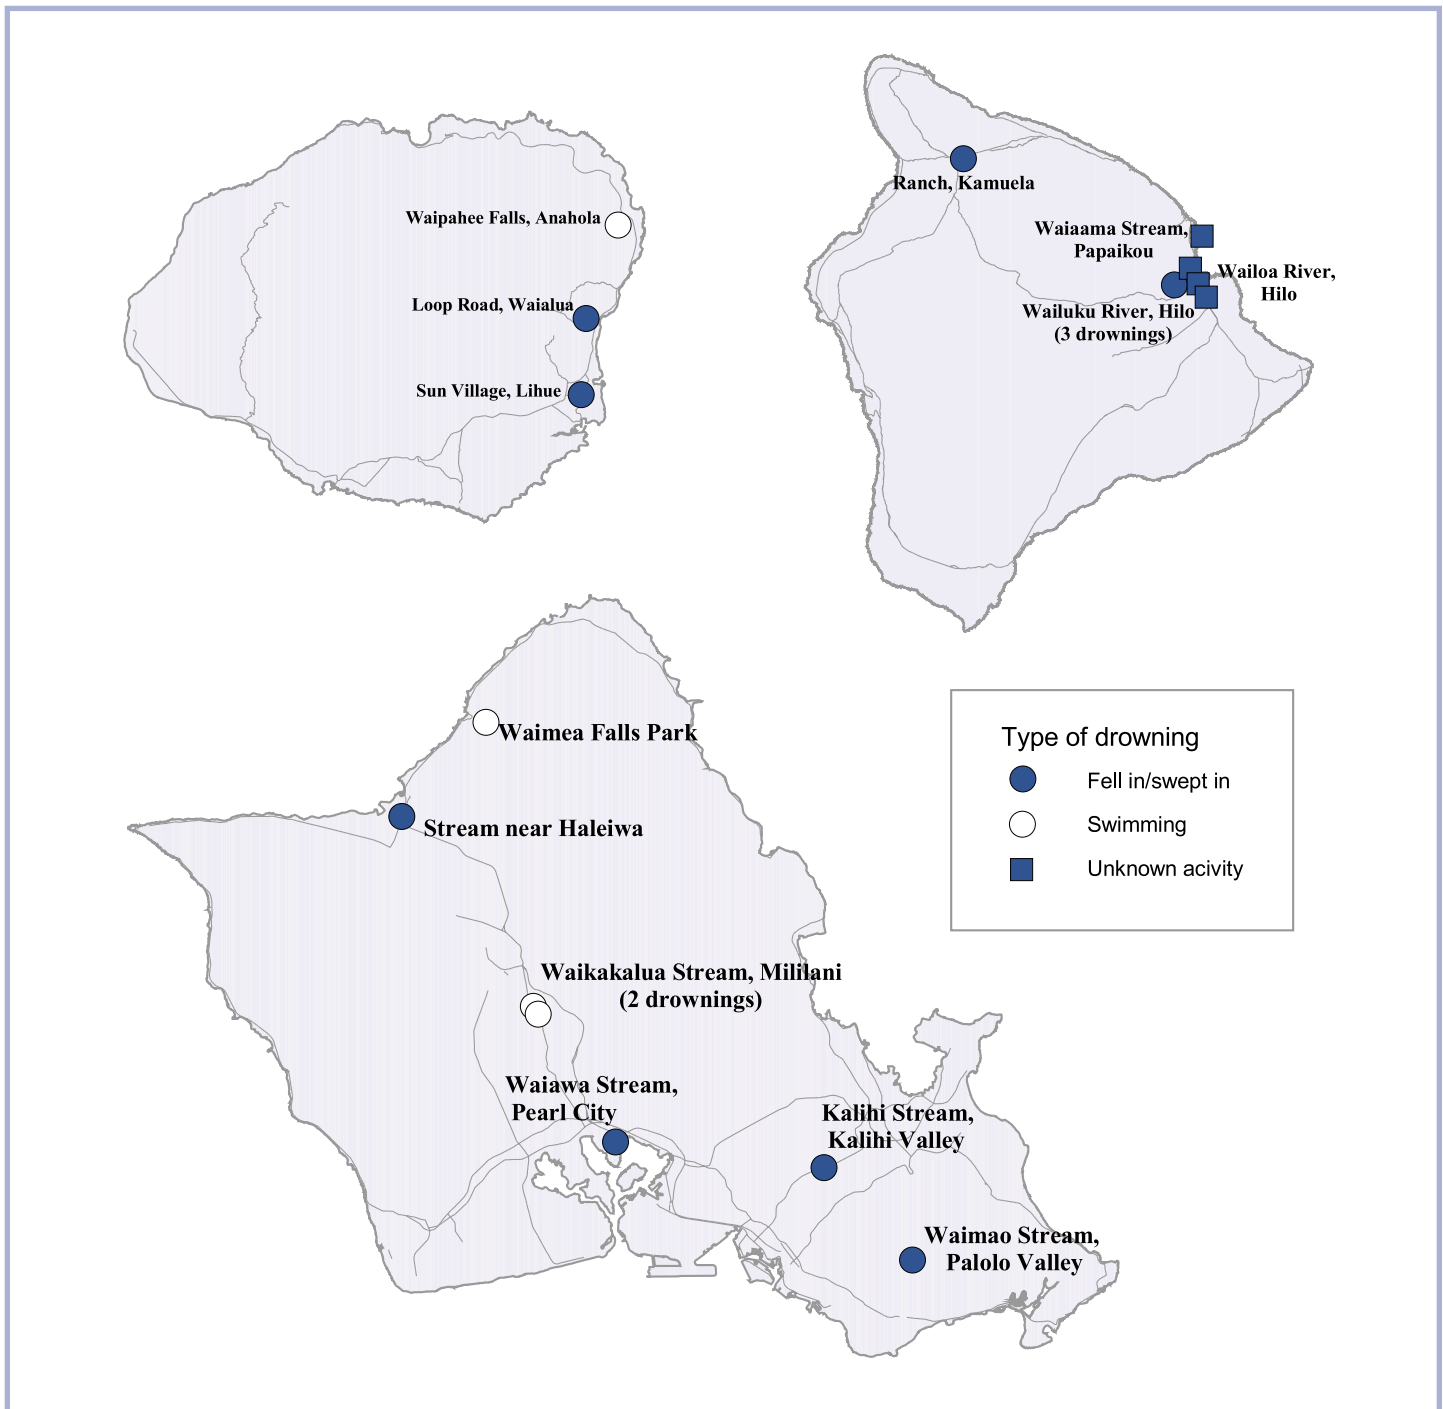 Waipahee Falls, Anahola
Loop Road, Waialua
Sun Village, Lihue
Ranch, Kamuela
Waiaama Stream,
Papaikou
Wailoa River,
Hilo
Wailuku River, Hilo
(3 drownings)
Waimea Falls Park
Stream near Haleiwa
Waikakalua Stream, Mililani
(2 drownings)
Waiawa Stream,
Pearl City
Kalihi Stream,
Kalihi Valley
Waimao Stream,
Palolo Valley
Type of drowning
Fell in/swept in
Swimming
Unknown acivity